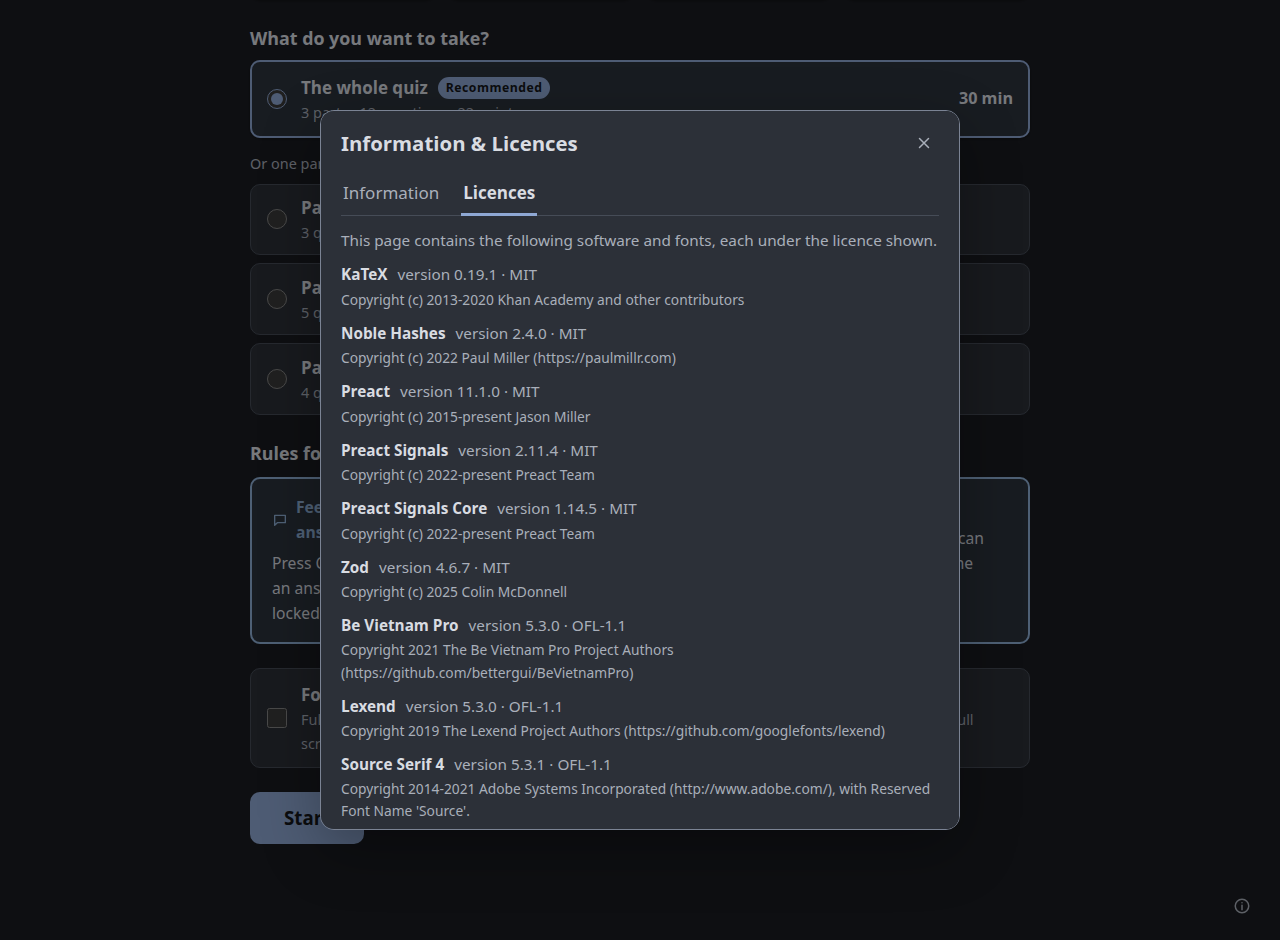 What do you want to take?
The whole quiz Recommended
30 min
Information & Licences
Or one
Information Licences
This page contains the following software and fonts, each under the licence shown.
KaTeX version 0.19.1 · MIT
Copyright (c) 2013-2020 Khan Academy and other contributors
Noble Hashes version 2.4.0 · MIT
Copyright (c) 2022 Paul Miller (https://paulmillr.com)
Preact version 11.1.0 · MIT
Copyright (c) 2015-present Jason Miller
Preact Signals version 2.11.4 · MIT
Copyright (c) 2022-present Preact Team
Preact Signals Core version 1.14.5 · MIT
Copyright (c) 2022-present Preact Team
Zod version 4.6.7 · MIT
Copyright (c) 2025 Colin McDonnell
Be Vietnam Pro version 5.3.0 · OFL-1.1
Copyright 2021 The Be Vietnam Pro Project Authors
(https://github.com/bettergui/BeVietnamPro)
Lexend version 5.3.0 · OFL-1.1
Copyright 2019 The Lexend Project Authors (https://github.com/googlefonts/lexend)
Source Serif 4 version 5.3.1 · OFL-1.1
Copyright 2014-2021 Adobe Systems Incorporated (http://www.adobe.com/), with Reserved
Font Name 'Source'.
Rules
can
Press
an
locked